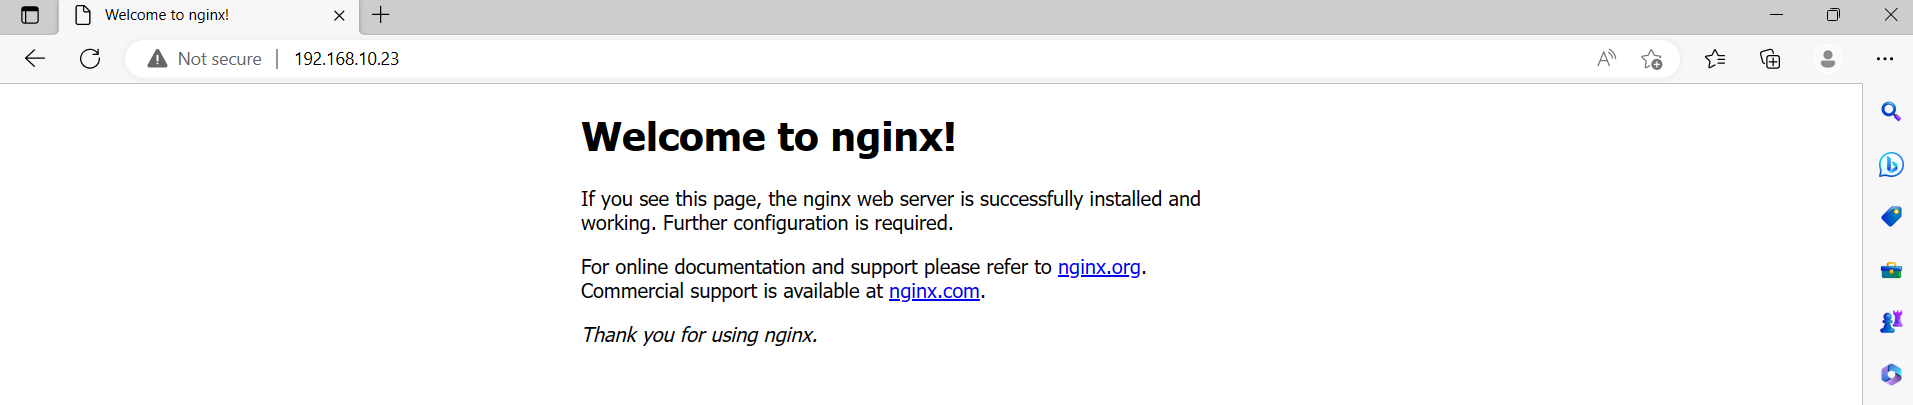 Welcome to nginx!
Not secure | 192.168.10.23
Welcome to nginx!
If you see this page, the nginx web server is successfully installed and
working. Further configuration is required.
For online documentation and support please refer to nginx.org.
Commercial support is available at nginx.com.
Thank you for using nginx.